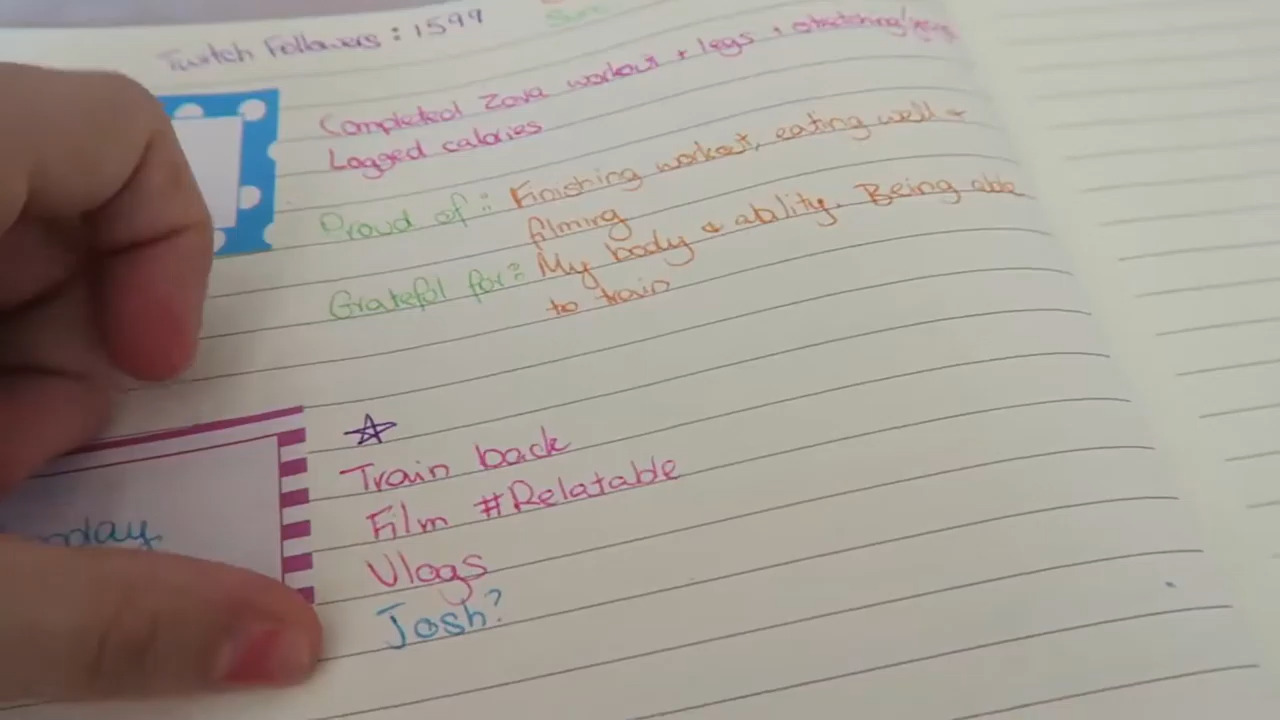 Twitch Followers: 1599
Completed Zova workout + legs + stretching/yoga
Logged calories
Proud of: Finishing workout, eating well +
filming
Grateful for: My body & ability. Being able
to train
Train back
Film #Relatable
Vlogs
Josh?